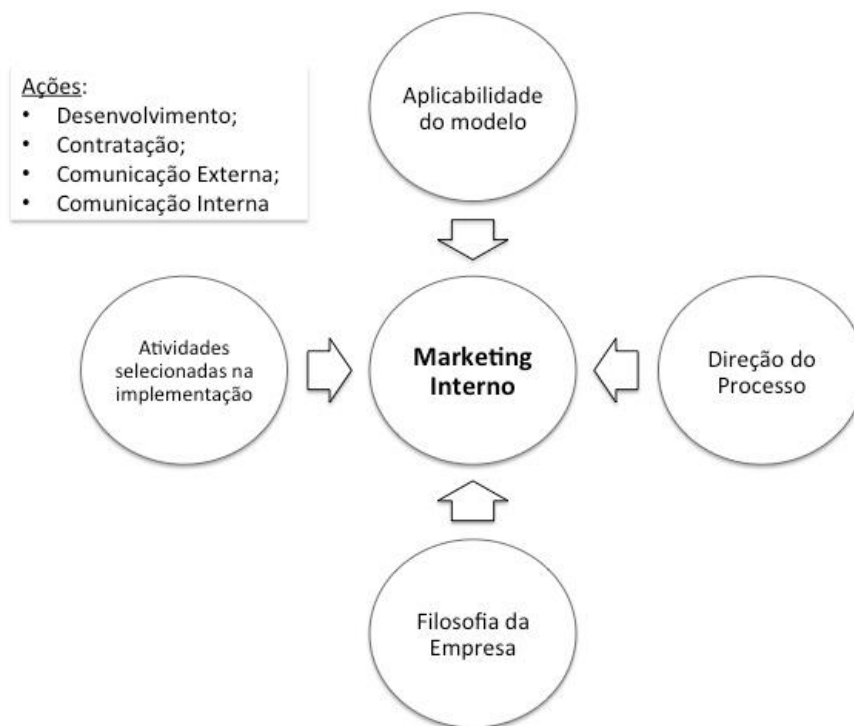 Ações:
• Desenvolvimento;
• Contratação;
• Comunicação Externa;
• Comunicação Interna
Aplicabilidade
do modelo
Atividades
selecionadas na
implementação
Marketing
Interno
Direção do
Processo
Filosofia da
Empresa